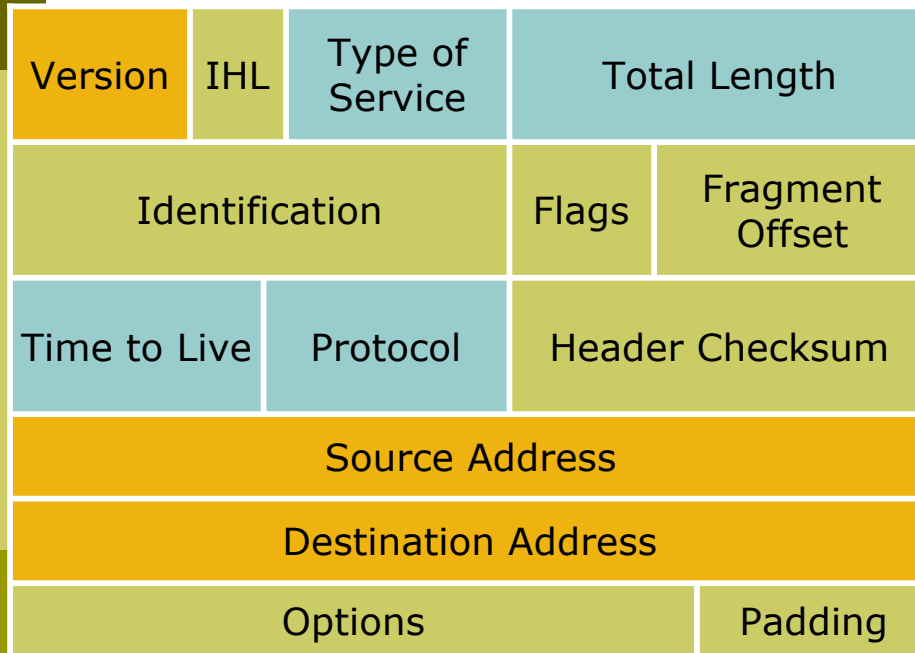 Version
IHL
Type of
Service
Total Length
Identification
Flags
Fragment
Offset
Time to Live
Protocol
Header Checksum
Source Address
Destination Address
Options
Padding